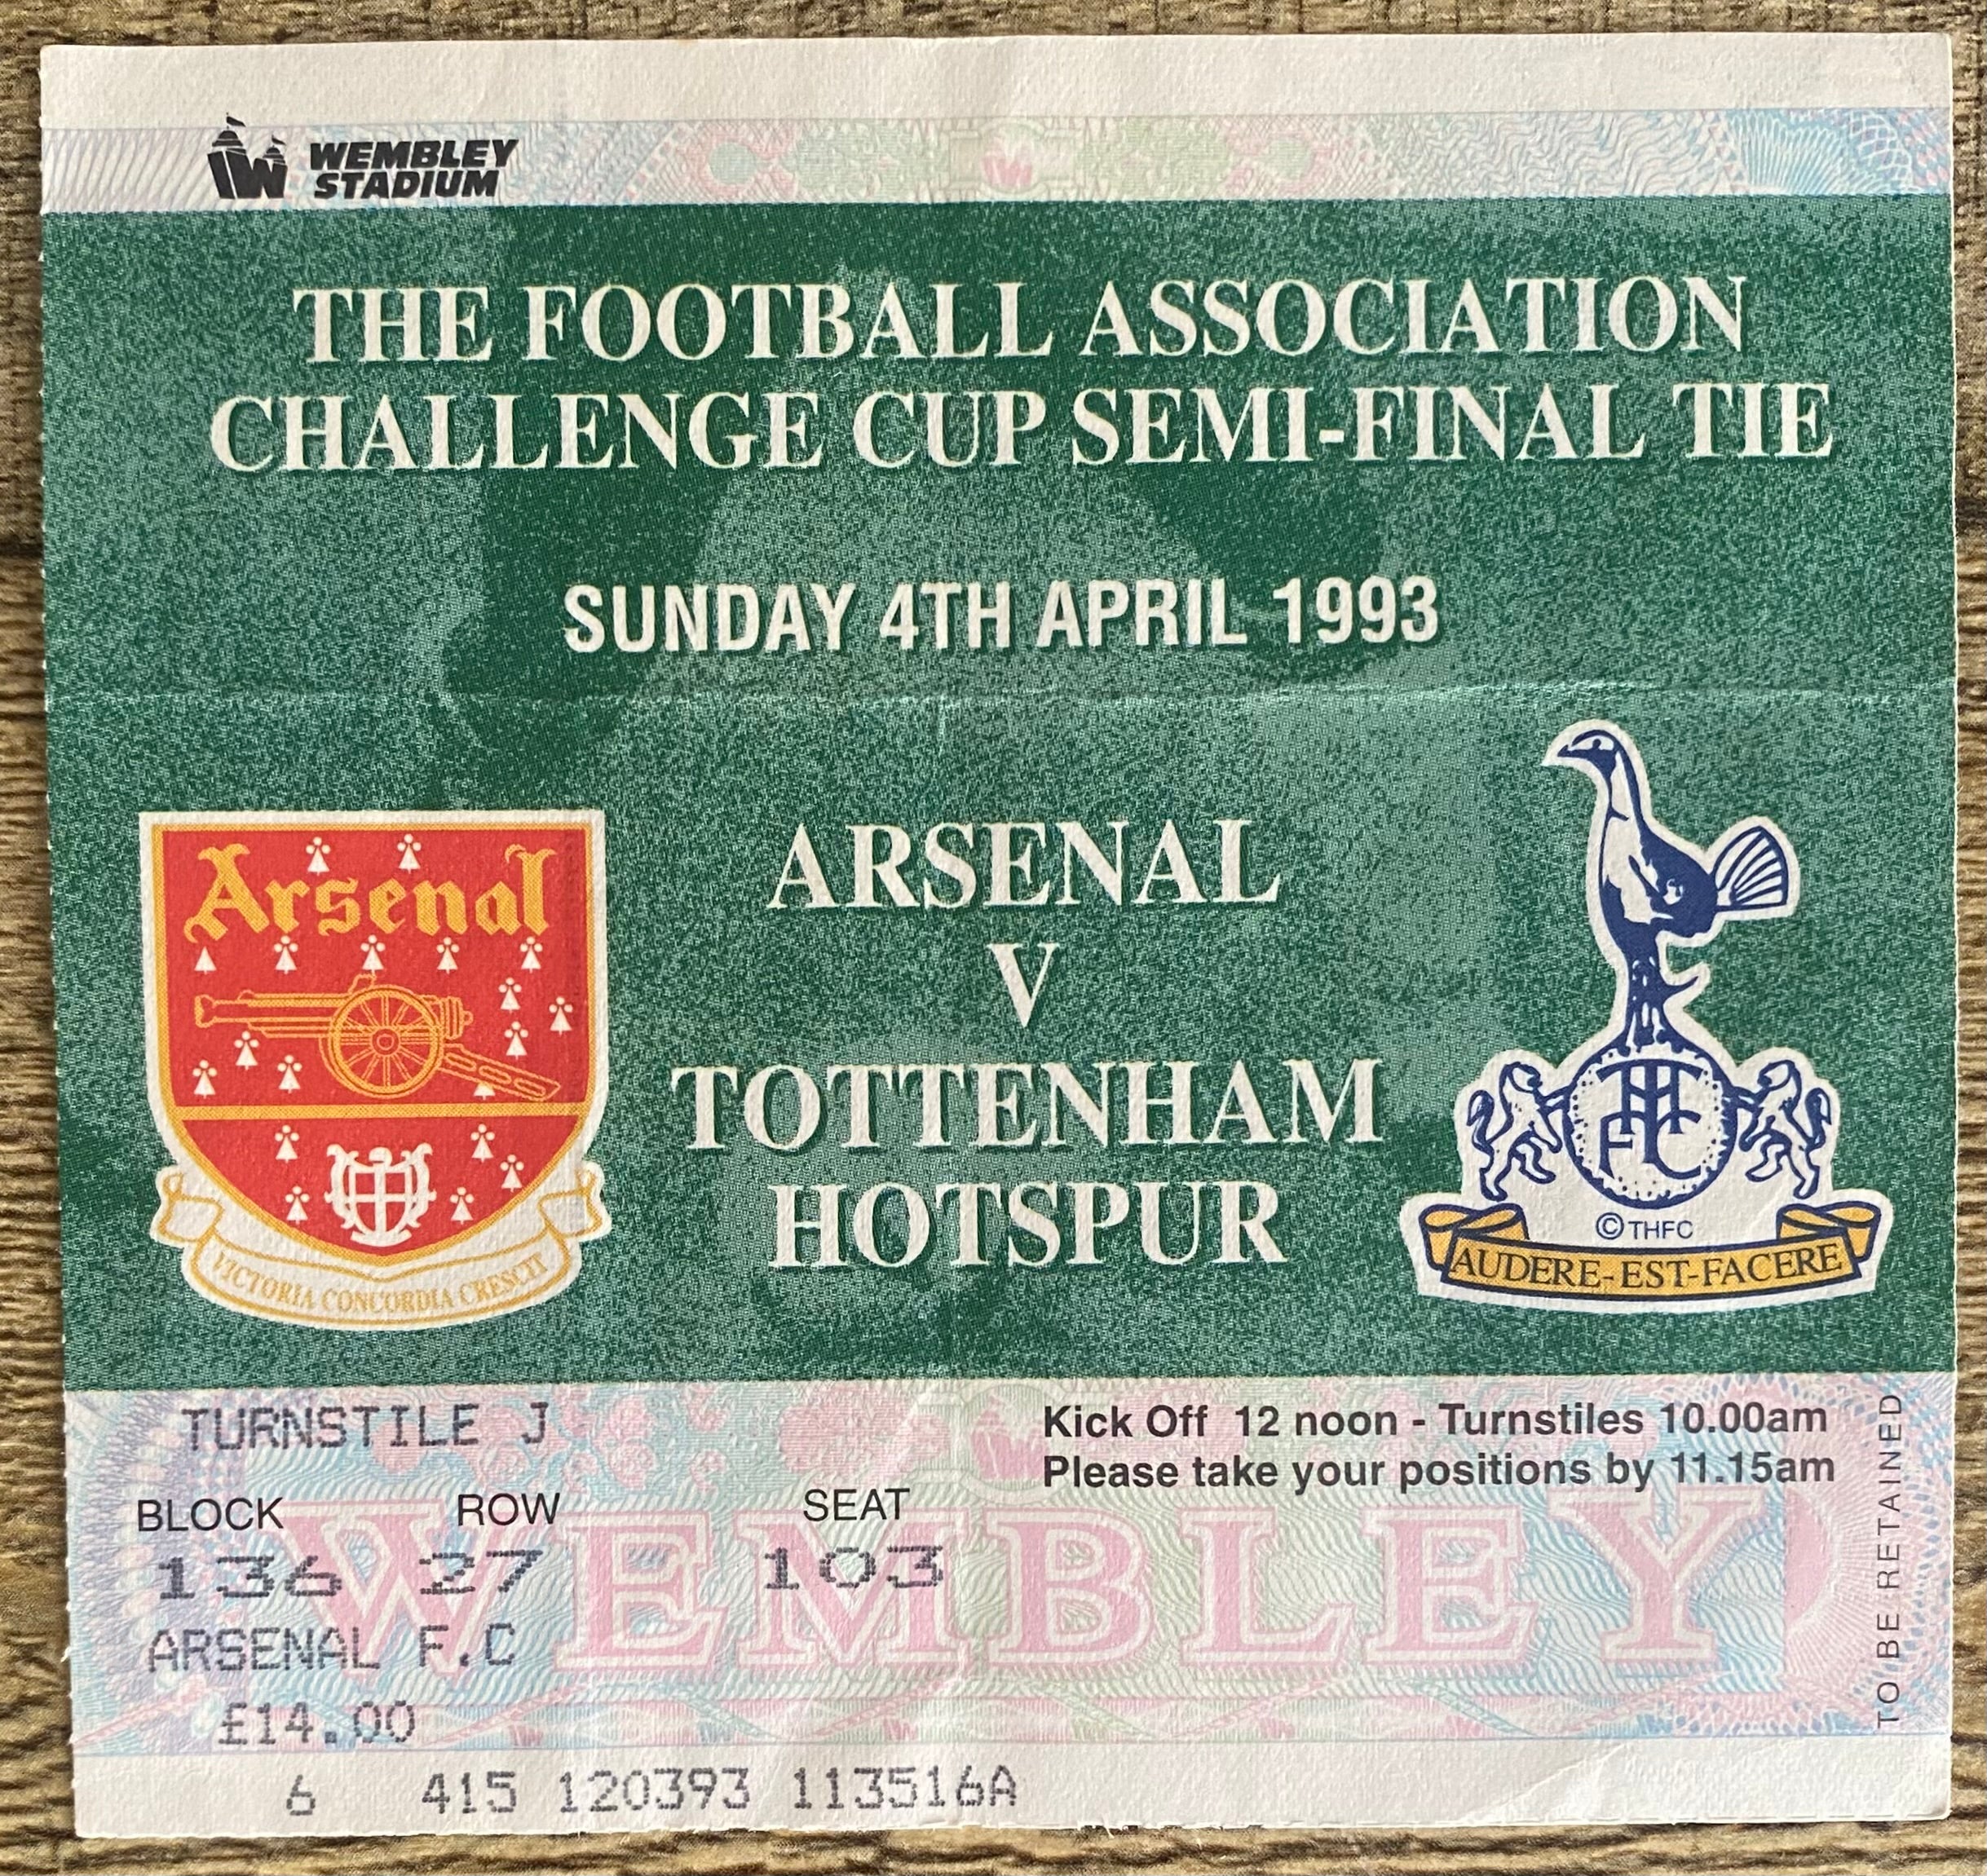 WEMBLEY
STADIUM
THE FOOTBALL ASSOCIATION
CHALLENGE CUP SEMI-FINAL TIE
SUNDAY 4TH APRIL 1993
Arsenal
VICTORIA CONCORDIA CRESCIT
ARSENAL
V
TOTTENHAM
HOTSPUR
THFC
© THFC
AUDERE-EST-FACERE
TURNSTILE J
Kick Off 12 noon - Turnstiles 10.00am
Please take your positions by 11.15am
BLOCK ROW SEAT
136 27 103
ARSENAL F.C
£14.00
WEMBLEY
TO BE RETAINED
6 415 120393 113516A